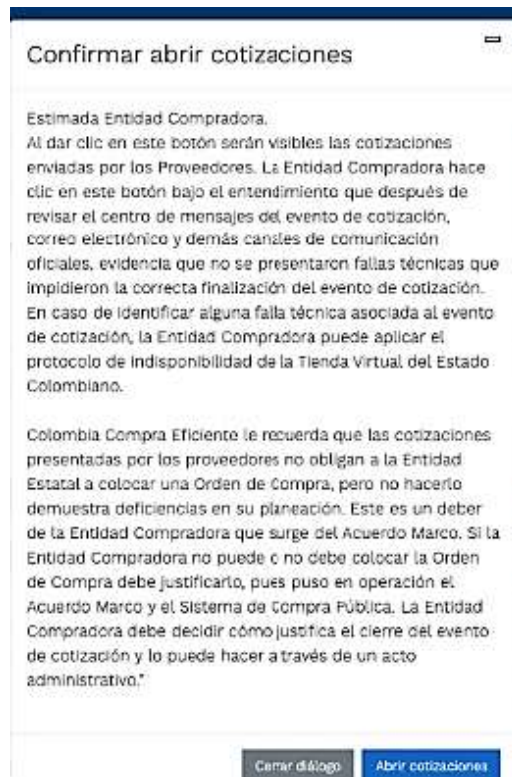 Confirmar abrir cotizaciones
Estimada Entidad Compradora.
Al dar clic en este botón serán visibles las cotizaciones
enviadas por los Proveedores. La Entidad Compradora hace
clic en este botón bajo el entendimiento que después de
revisar el centro de mensajes del evento de cotización,
correo electrónico y demás canales de comunicación
oficiales, evidencia que no se presentaron fallas técnicas que
impidieron la correcta finalización del evento de cotización.
En caso de identificar alguna falla técnica asociada al evento
de cotización, la Entidad Compradora puede aplicar el
protocolo de indisponibilidad de la Tienda Virtual del Estado
Colombiano.
Colombia Compra Eficiente le recuerda que las cotizaciones
presentadas por los proveedores no obligan a la Entidad
Estatal a colocar una Orden de Compra, pero no hacerlo
demuestra deficiencias en su planeación. Este es un deber
de la Entidad Compradora que surge del Acuerdo Marco. Si la
Entidad Compradora no puede o no debe colocar la Orden
de Compra debe justificarlo, pues puso en operación el
Acuerdo Marco y el Sistema de Compra Pública. La Entidad
Compradora debe decidir cómo justifica el cierre del evento
de cotización y lo puede hacer a través de un acto
administrativo."
Cerrar diálogo
Abrir cotizaciones